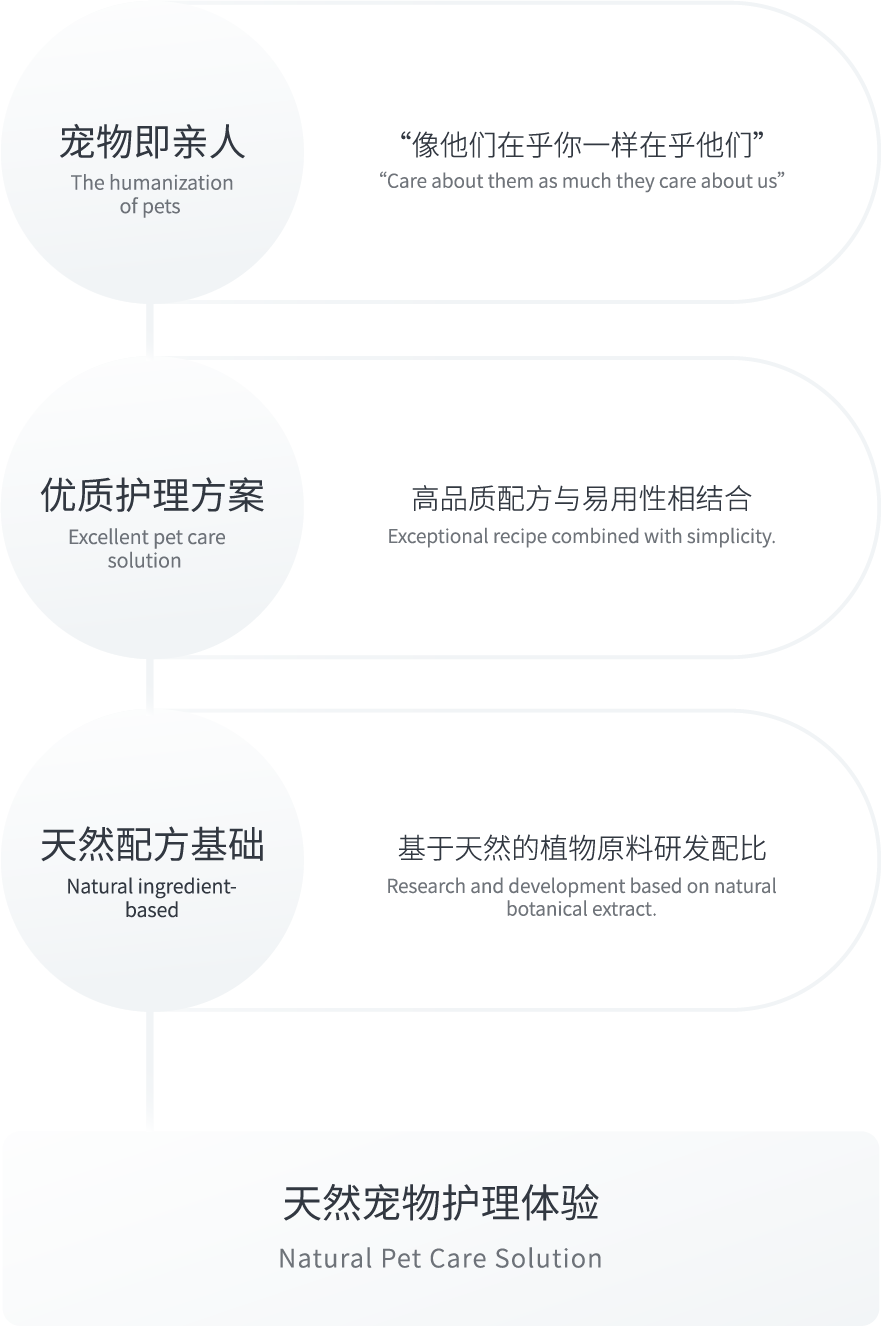 宠物即亲人
The humanization
of pets
“像他们在乎你一样在乎他们”
“Care about them as much they care about us”
优质护理方案
Excellent pet care
solution
高品质配方与易用性相结合
Exceptional recipe combined with simplicity.
天然配方基础
Natural ingredient-
based
基于天然的植物原料研发配比
Research and development based on natural
botanical extract.
天然宠物护理体验
Natural Pet Care Solution